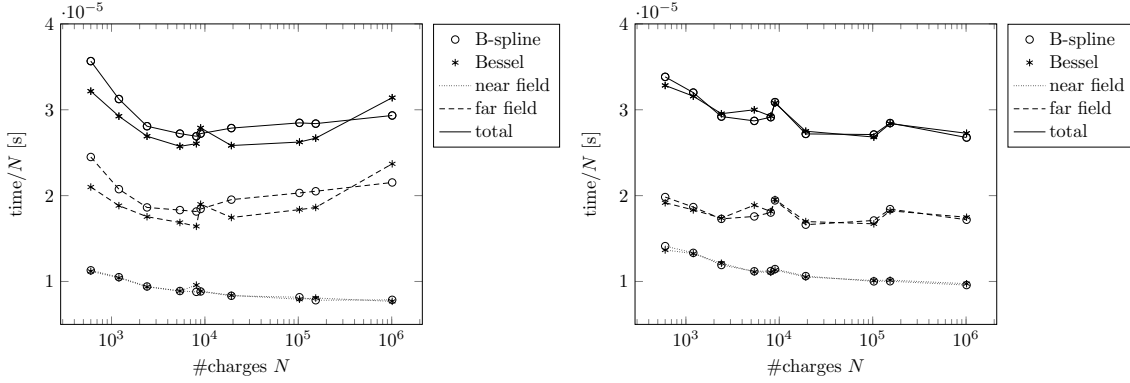 ·10⁻⁵
4
3
2
1
10³
10⁴
10⁵
10⁶
time/N [s]
#charges N
B-spline
Bessel
near field
far field
total
·10⁻⁵
4
3
2
1
10³
10⁴
10⁵
10⁶
time/N [s]
#charges N
B-spline
Bessel
near field
far field
total